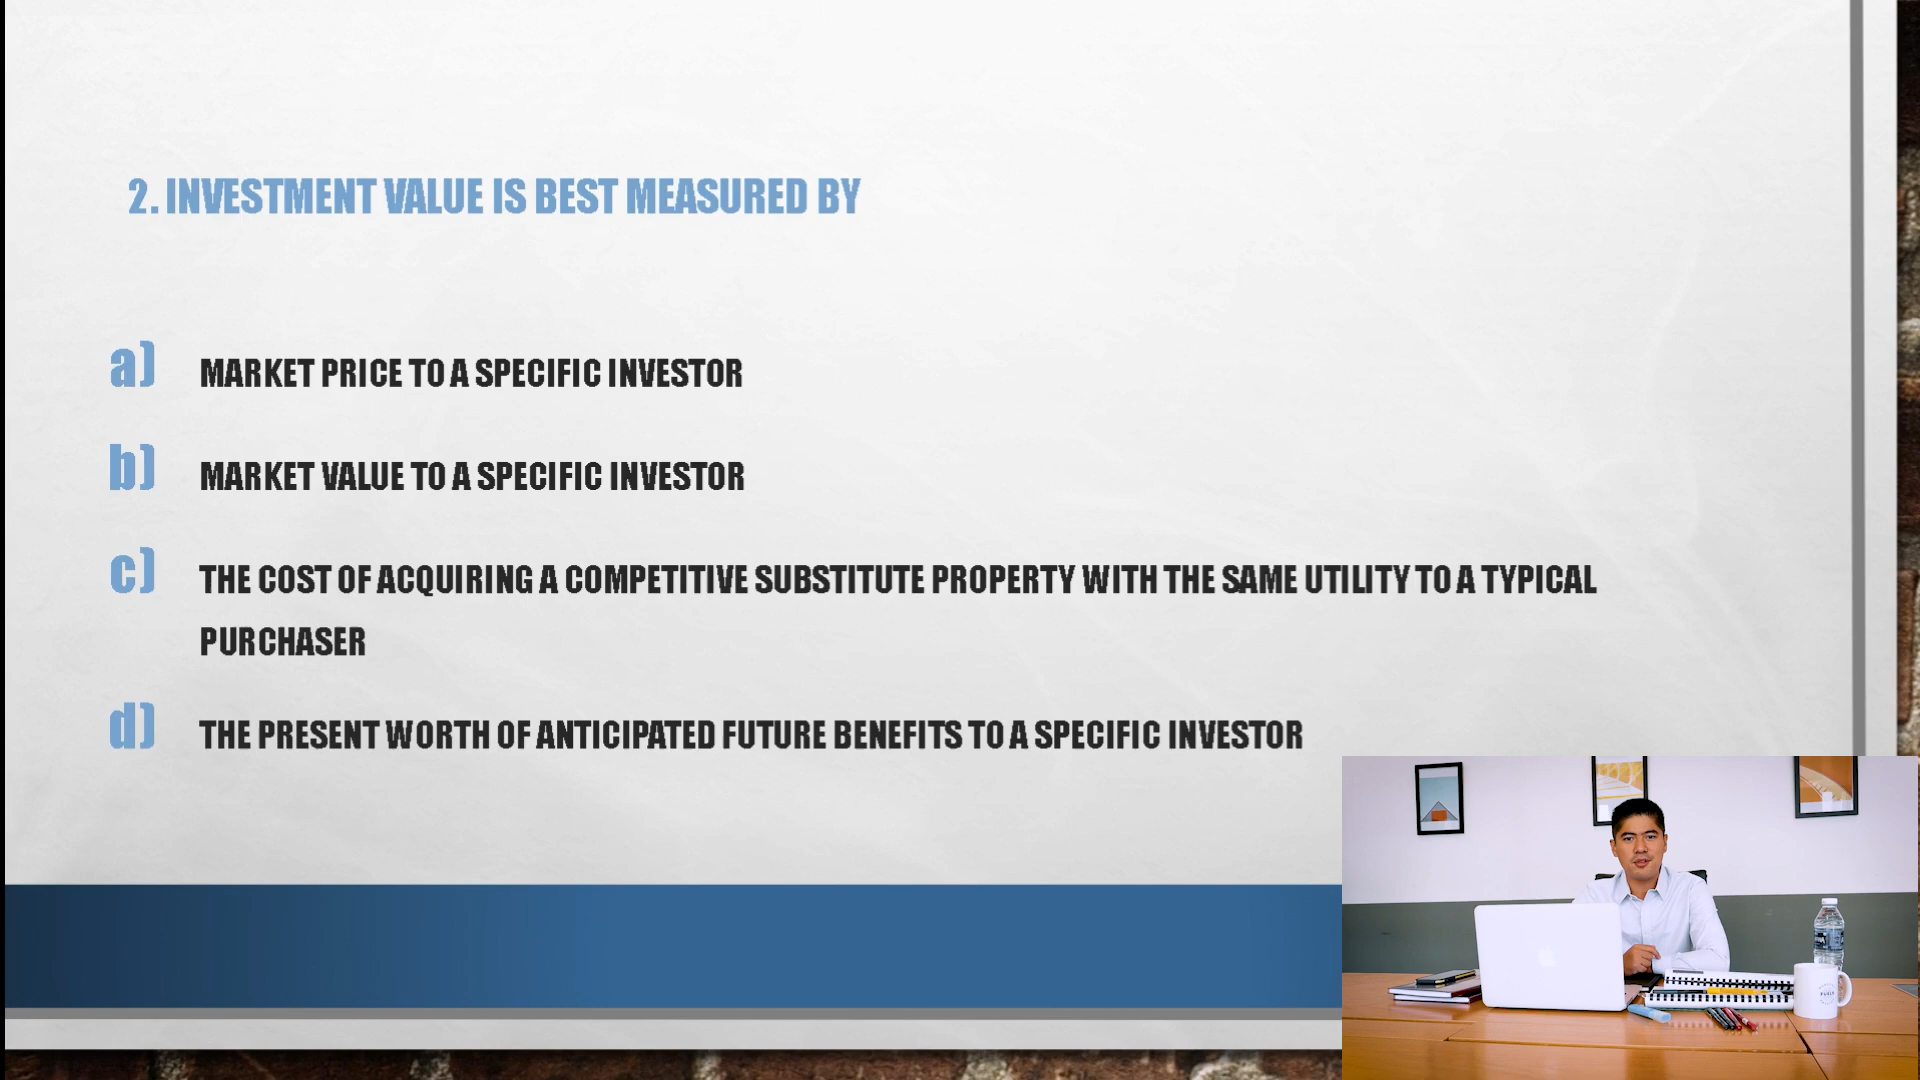 2. INVESTMENT VALUE IS BEST MEASURED BY
a) MARKET PRICE TO A SPECIFIC INVESTOR
b) MARKET VALUE TO A SPECIFIC INVESTOR
c) THE COST OF ACQUIRING A COMPETITIVE SUBSTITUTE PROPERTY WITH THE SAME UTILITY TO A TYPICAL
PURCHASER
d) THE PRESENT WORTH OF ANTICIPATED FUTURE BENEFITS TO A SPECIFIC INVESTOR